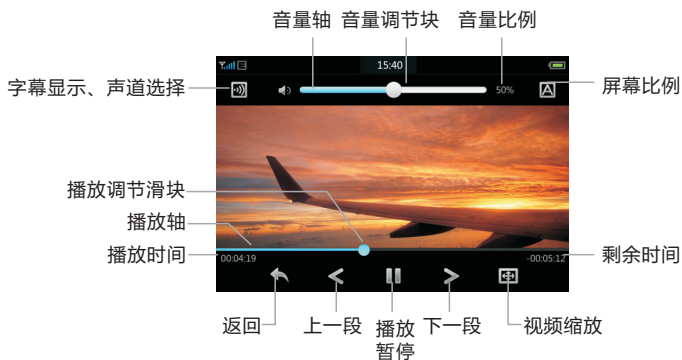 音量轴 音量调节块 音量比例
15:40
字幕显示、声道选择
50%
A
屏幕比例
播放调节滑块
播放轴
播放时间
00:04:19
-00:05:12
剩余时间
返回 上一段 播放 下一段 视频缩放
暂停